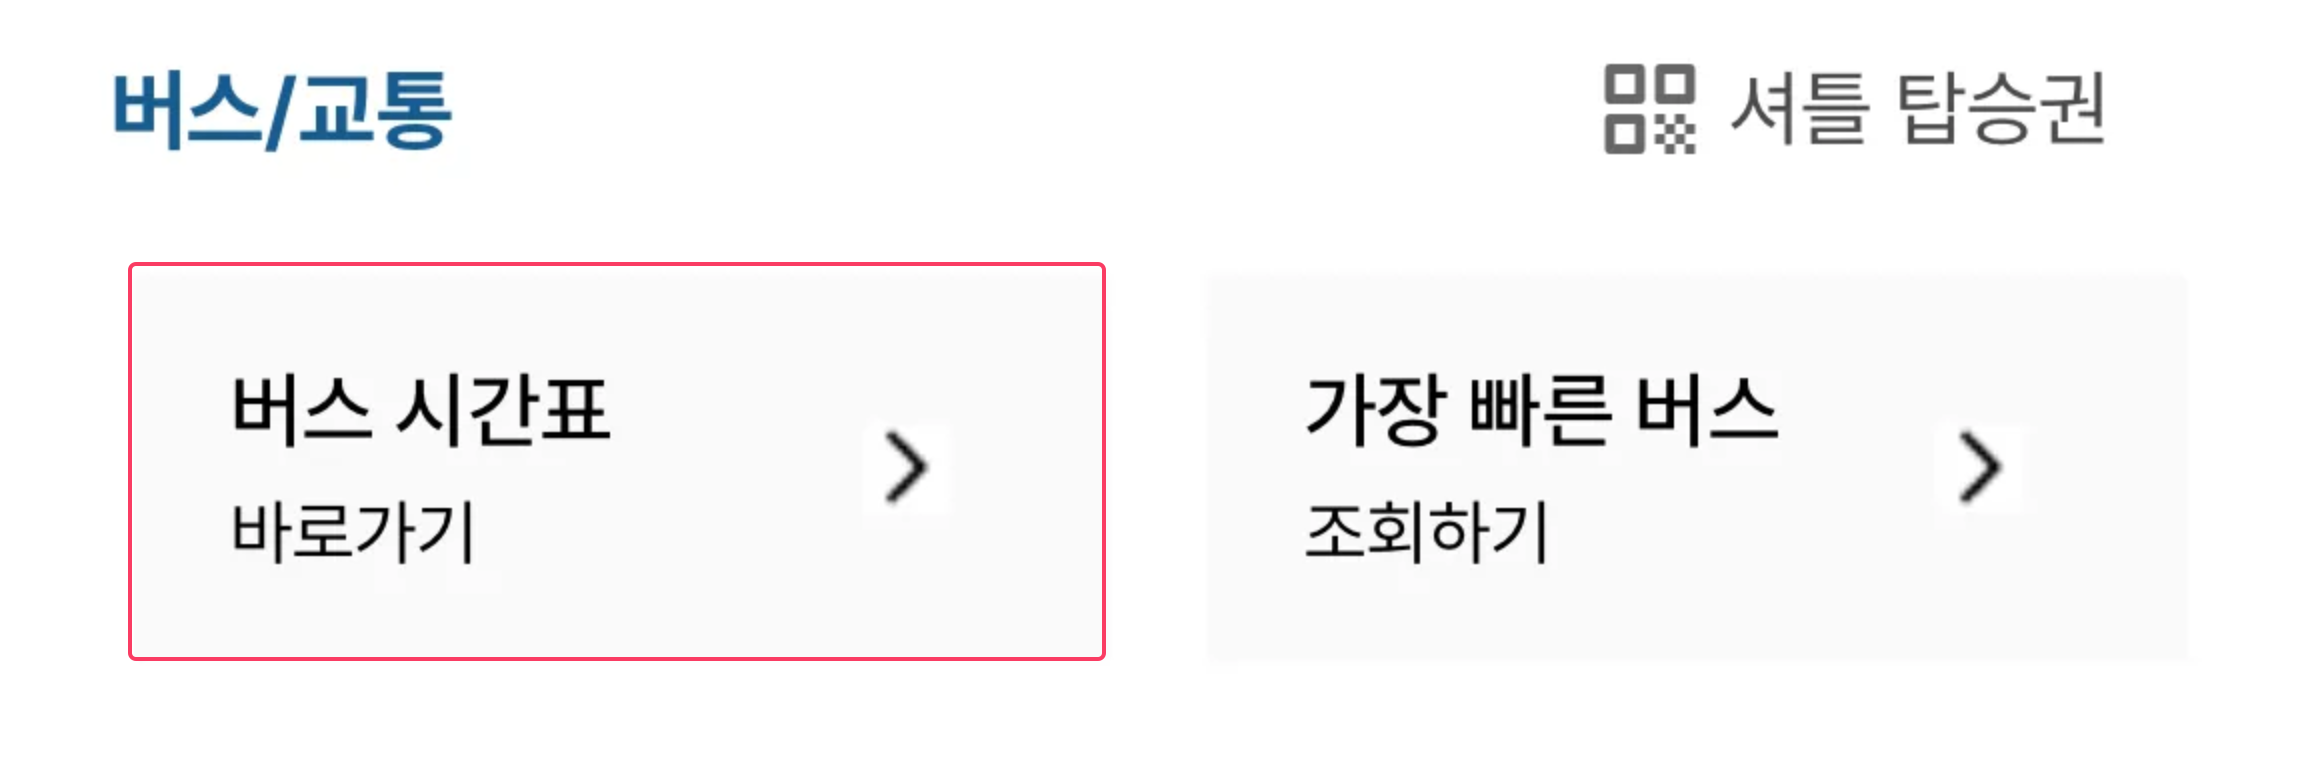 버스/교통
셔틀 탑승권
버스 시간표
바로가기
가장 빠른 버스
조회하기